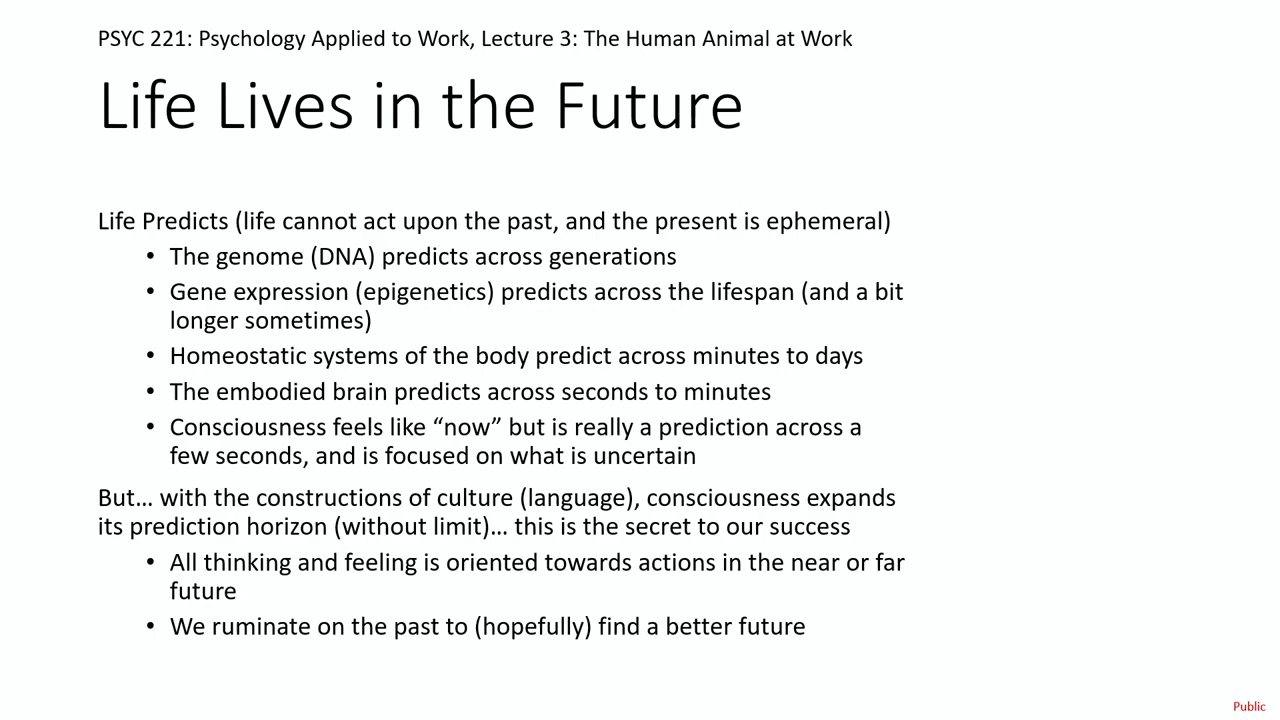 PSYC 221: Psychology Applied to Work, Lecture 3: The Human Animal at Work
Life Lives in the Future
Life Predicts (life cannot act upon the past, and the present is ephemeral)
• The genome (DNA) predicts across generations
• Gene expression (epigenetics) predicts across the lifespan (and a bit
longer sometimes)
• Homeostatic systems of the body predict across minutes to days
• The embodied brain predicts across seconds to minutes
• Consciousness feels like “now” but is really a prediction across a
few seconds, and is focused on what is uncertain
But… with the constructions of culture (language), consciousness expands
its prediction horizon (without limit)… this is the secret to our success
• All thinking and feeling is oriented towards actions in the near or far
future
• We ruminate on the past to (hopefully) find a better future
Public